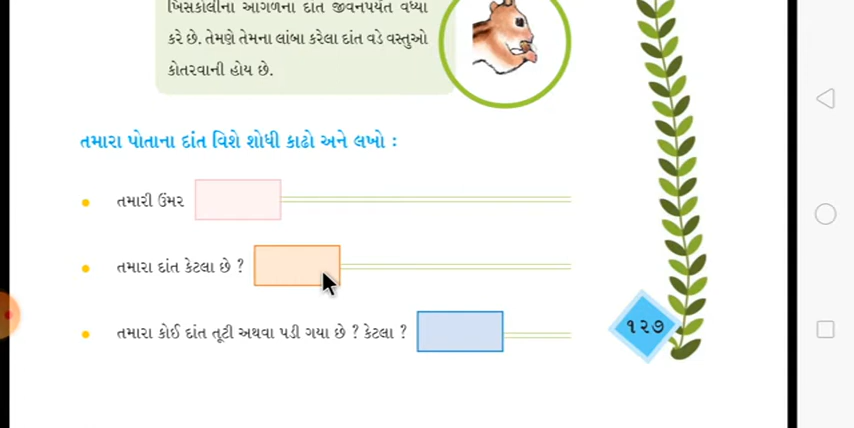 ખિસકોલીના આગળના દાંત જીવનપર્યંત વધ્યા
કરે છે. તેમણે તેમના લાંબા કરેલા દાંત વડે વસ્તુઓ
કોતરવાની હોય છે.
તમારા પોતાના દાંત વિશે શોધી કાઢો અને લખો :
• તમારી ઉંમર
• તમારા દાંત કેટલા છે ?
• તમારા કોઈ દાંત તૂટી અથવા પડી ગયા છે ? કેટલા ?
૧૨૭